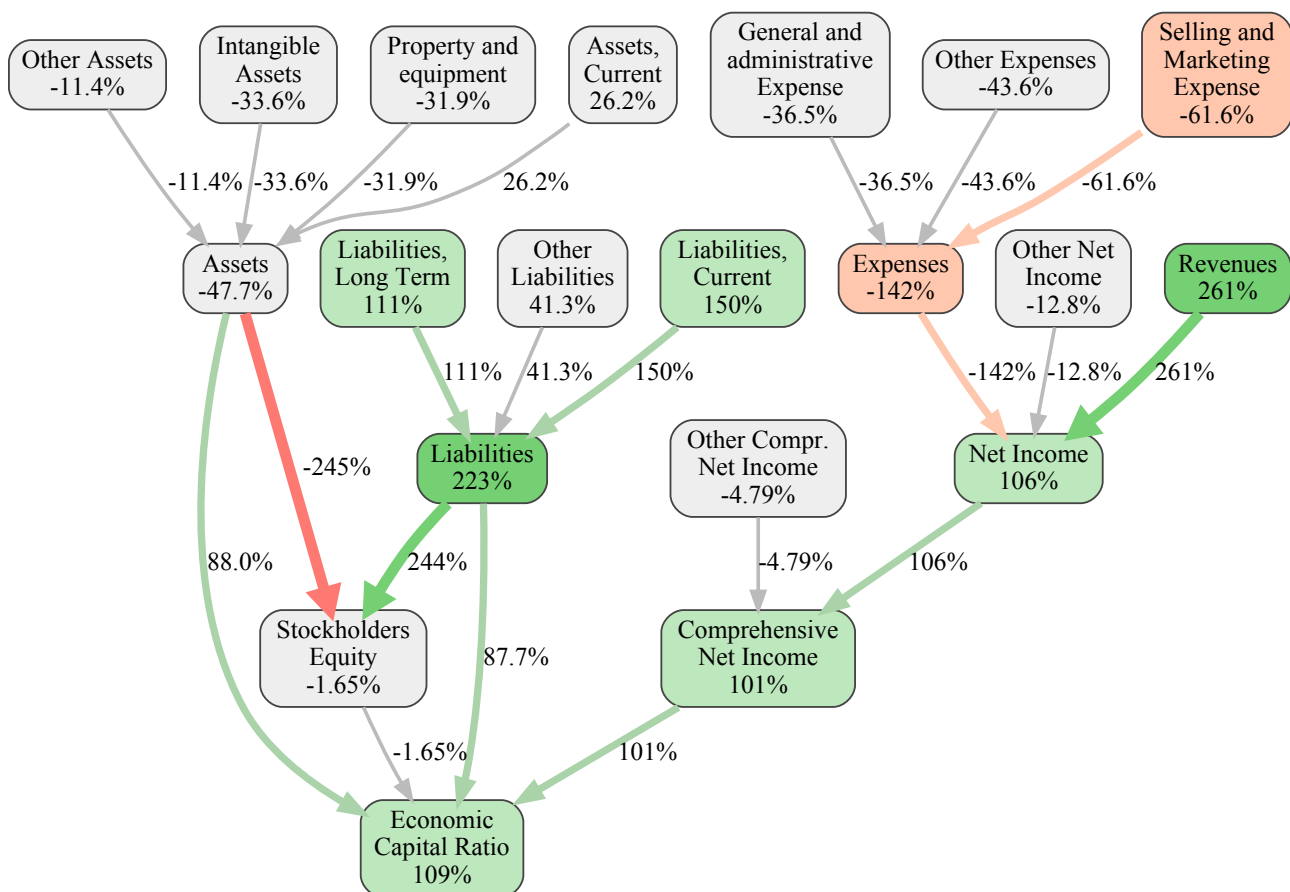 Other Assets
-11.4%
Intangible
Assets
-33.6%
Property and
equipment
-31.9%
Assets,
Current
26.2%
General and
administrative
Expense
-36.5%
Other Expenses
-43.6%
Selling and
Marketing
Expense
-61.6%
-11.4%
-33.6%
-31.9%
26.2%
-36.5%
-43.6%
-61.6%
Assets
-47.7%
Liabilities,
Long Term
111%
Other
Liabilities
41.3%
Liabilities,
Current
150%
Expenses
-142%
Other Net
Income
-12.8%
Revenues
261%
111%
41.3%
150%
-142%
-12.8%
261%
-245%
Liabilities
223%
Other Compr.
Net Income
-4.79%
Net Income
106%
88.0%
244%
-4.79%
106%
Stockholders
Equity
-1.65%
87.7%
Comprehensive
Net Income
101%
-1.65%
101%
Economic
Capital Ratio
109%